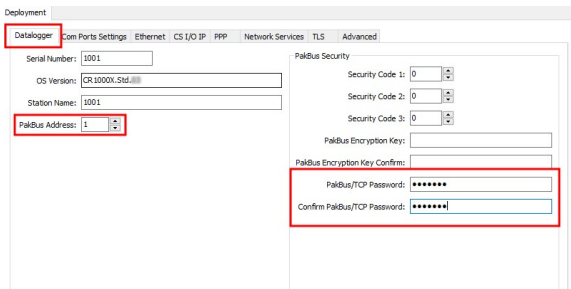 Deployment
Datalogger Com Ports Settings Ethernet CS I/O IP PPP Network Services TLS Advanced
Serial Number: 1001
OS Version: CR1000X.Std.
Station Name: 1001
PakBus Address: 1
PakBus Security
Security Code 1: 0
Security Code 2: 0
Security Code 3: 0
PakBus Encryption Key:
PakBus Encryption Key Confirm:
PakBus/TCP Password: •••••••
Confirm PakBus/TCP Password: •••••••